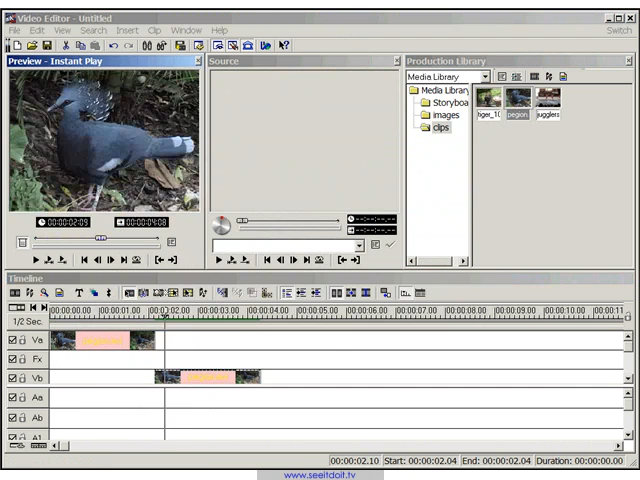 Video Editor - Untitled
File Edit View Search Insert Clip Window Help Switch
Preview - Instant Play
Source
Production Library
Media Library
Media Library
Storyboa
images
clips
tiger_10
pegion.
jugglers
00:00:02:09
00:00:04:08
--:--:--.--
--:--:--.--
Timeline
1/2 Sec.
00:00:00.00 00:00:01.00 00:00:02.00 00:00:03.00 00:00:04.00 00:00:05.00 00:00:06.00 00:00:07.00 00:00:08.00 00:00:09.00 00:00:10.00 00:00:11
Va
Fx
Vb
Aa
Ab
A1
00:00:02.10 Start: 00:00:02.04 End: 00:00:02.04 Duration: 00:00:00.00
www.seeitdoit.tv